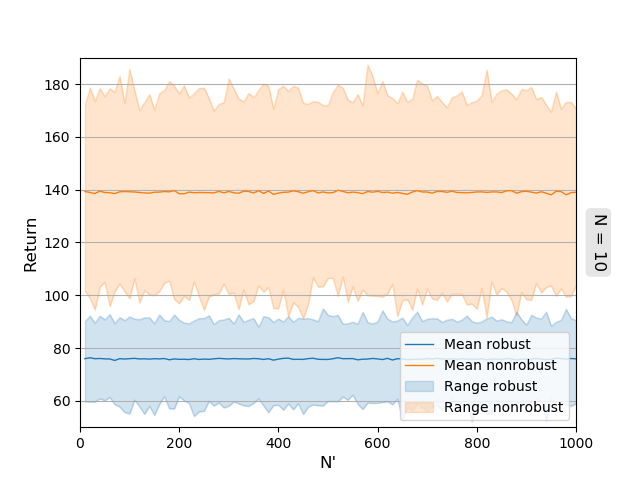 180
160
140
120
100
80
60
Return
0
200
400
600
800
1000
N'
N = 10
Mean robust
Mean nonrobust
Range robust
Range nonrobust